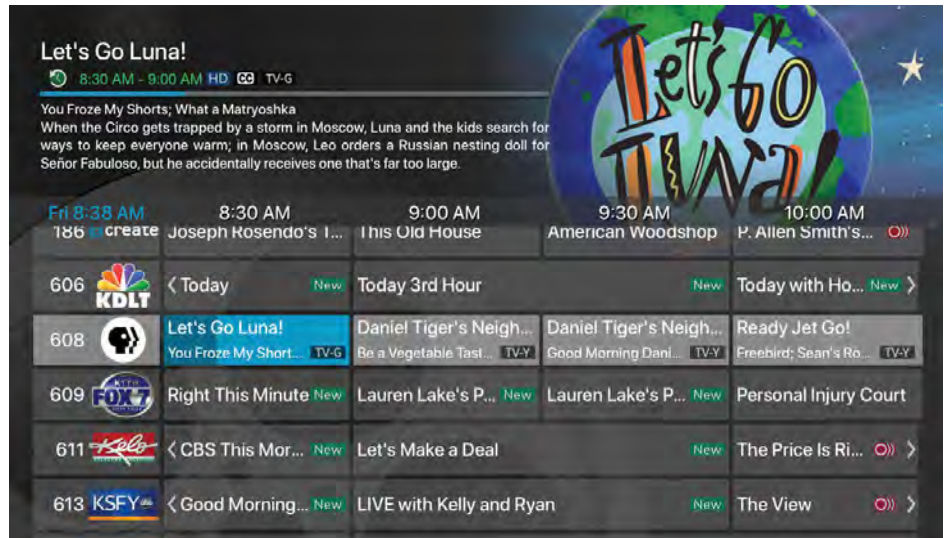 Let's Go Luna!
8:30 AM - 9:00 AM HD CC TV-G
You Froze My Shorts; What a Matryoshka
When the Circo gets trapped by a storm in Moscow, Luna and the kids search for
ways to keep everyone warm; in Moscow, Leo orders a Russian nesting doll for
Señor Fabuloso, but he accidentally receives one that's far too large.
Let's Go Luna!
Fri 8:38 AM 8:30 AM 9:00 AM 9:30 AM 10:00 AM
186 create Joseph Rosendo's T... This Old House American Woodshop P. Allen Smith's...
606 KDLT Today New Today 3rd Hour New Today with Ho... New
608 Let's Go Luna! Daniel Tiger's Neigh... Daniel Tiger's Neigh... Ready Jet Go!
You Froze My Short... TV-G Be a Vegetable Tast... TV-Y Good Morning Dani... TV-Y Freebird; Sean's Ro... TV-Y
609 KTTW FOX 7 Right This Minute New Lauren Lake's P... New Lauren Lake's P... New Personal Injury Court
611 Kelo CBS This Mor... New Let's Make a Deal New The Price Is Ri...
613 KSFY abc Good Morning... New LIVE with Kelly and Ryan New The View